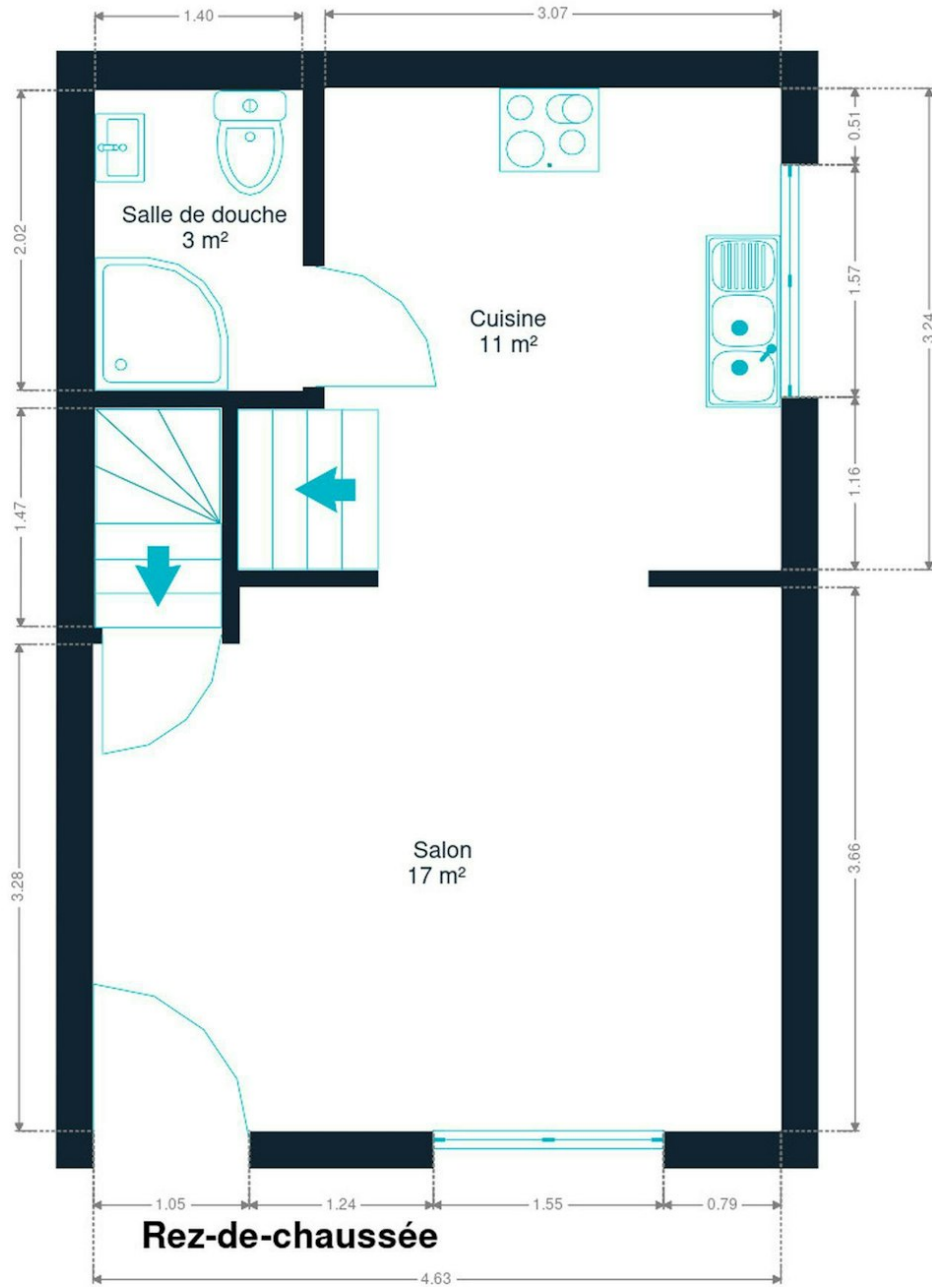 1.40
3.07
0.51
Salle de douche
3 m²
2.02
1.57
Cuisine
11 m²
3.24
1.16
1.47
Salon
17 m²
3.28
3.66
1.05
1.24
1.55
0.79
Rez-de-chaussée
4.63